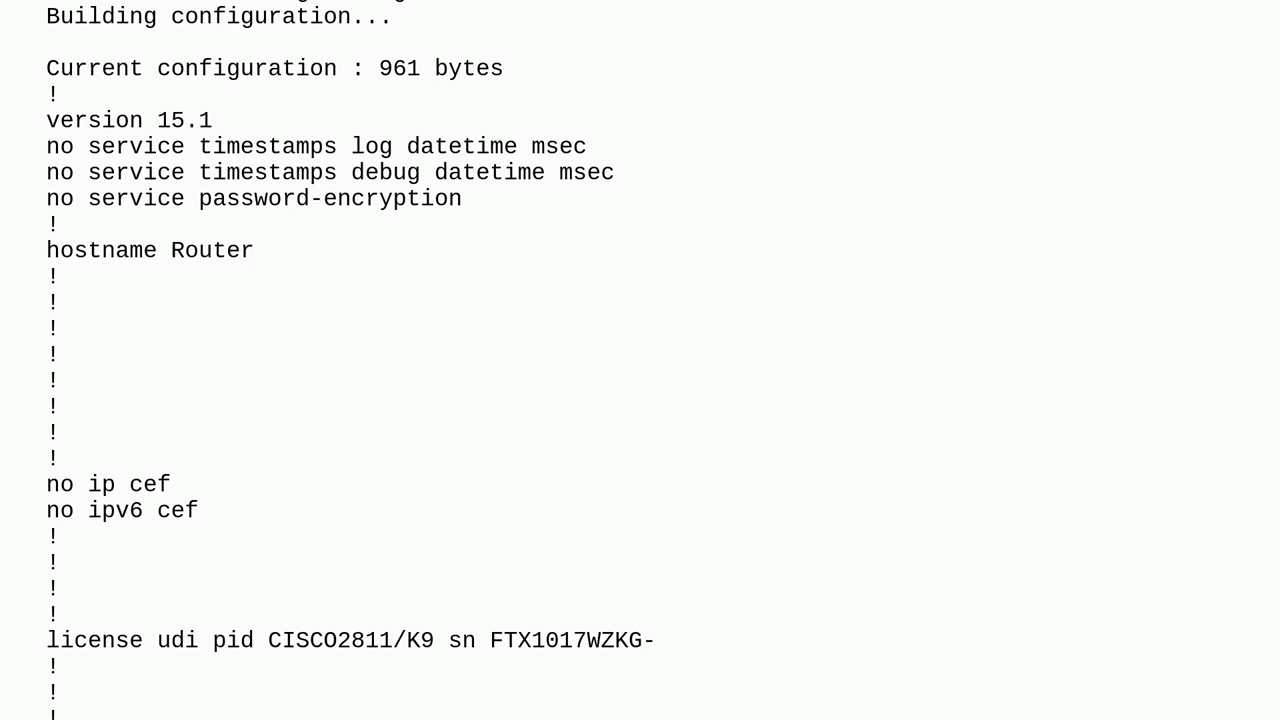 Building configuration...
Current configuration : 961 bytes
!
version 15.1
no service timestamps log datetime msec
no service timestamps debug datetime msec
no service password-encryption
!
hostname Router
!
!
!
!
!
!
!
!
no ip cef
no ipv6 cef
!
!
!
!
license udi pid CISCO2811/K9 sn FTX1017WZKG-
!
!
!